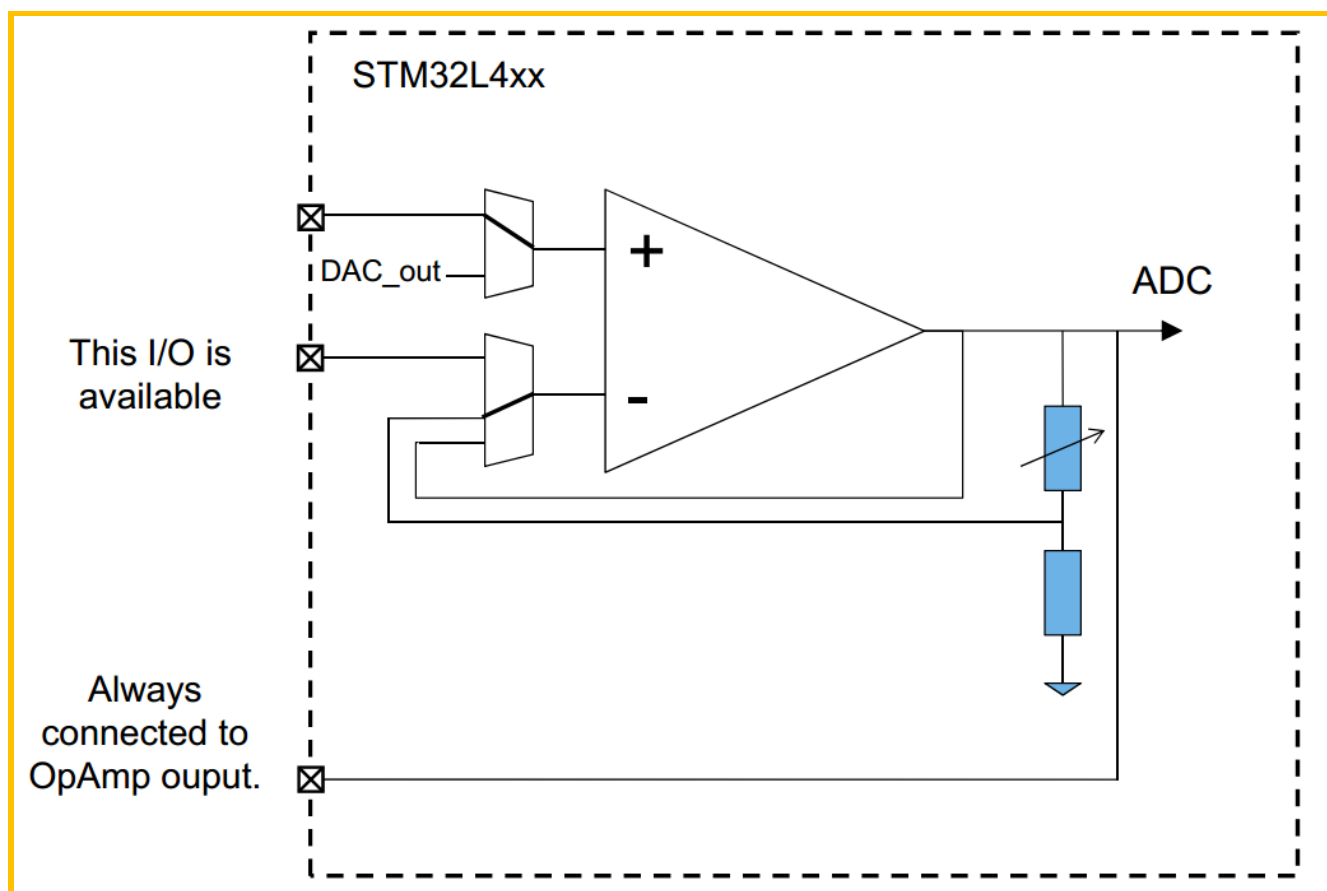 STM32L4xx
+
DAC_out
ADC
This I/O is
available
-
Always
connected to
OpAmp ouput.